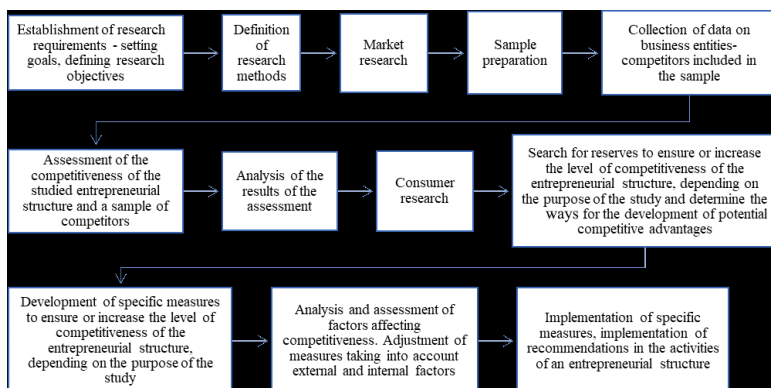 Establishment of research
requirements - setting
goals, defining research
objectives
Definition
of
research
methods
Market
research
Sample
preparation
Collection of data on
business entities-
competitors included
in the sample
Assessment of the
competitiveness of the
studied entrepreneurial
structure and a sample of
competitors
Analysis of the
results of the
assessment
Consumer
research
Search for reserves to ensure or increase
the level of competitiveness of the
entrepreneurial structure, depending on
the purpose of the study and determine the
ways for the development of potential
competitive advantages
Development of specific measures
to ensure or increase the level of
competitiveness of the
entrepreneurial structure,
depending on the purpose of the
study
Analysis and assessment of
factors affecting
competitiveness. Adjustment of
measures taking into account
external and internal factors
Implementation of specific
measures, implementation of
recommendations in the activities
of an entrepreneurial structure